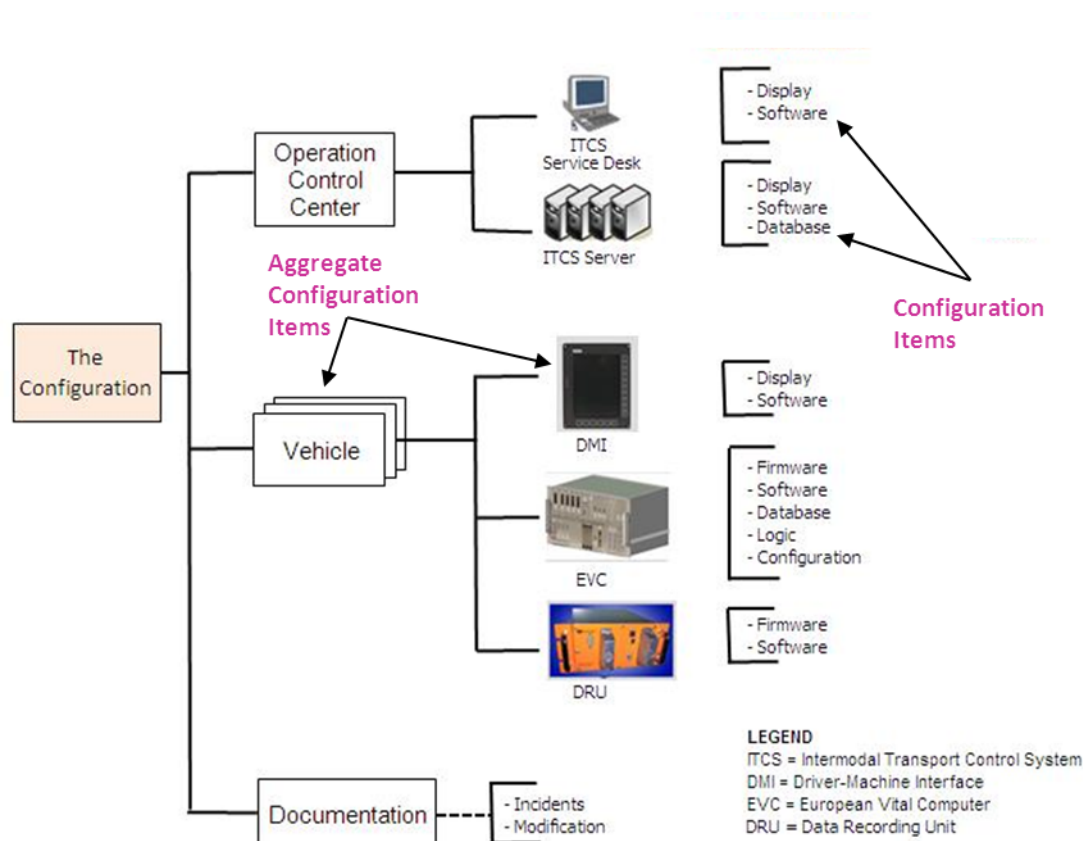 - Display
- Software
ITCS
Service Desk
Operation
Control
Center
- Display
- Software
- Database
ITCS Server
Aggregate
Configuration
Items
Configuration
Items
The
Configuration
- Display
- Software
DMI
Vehicle
- Firmware
- Software
- Database
- Logic
- Configuration
EVC
- Firmware
- Software
DRU
LEGEND
ITCS = Intermodal Transport Control System
DMI = Driver-Machine Interface
EVC = European Vital Computer
DRU = Data Recording Unit
Documentation
- Incidents
- Modification